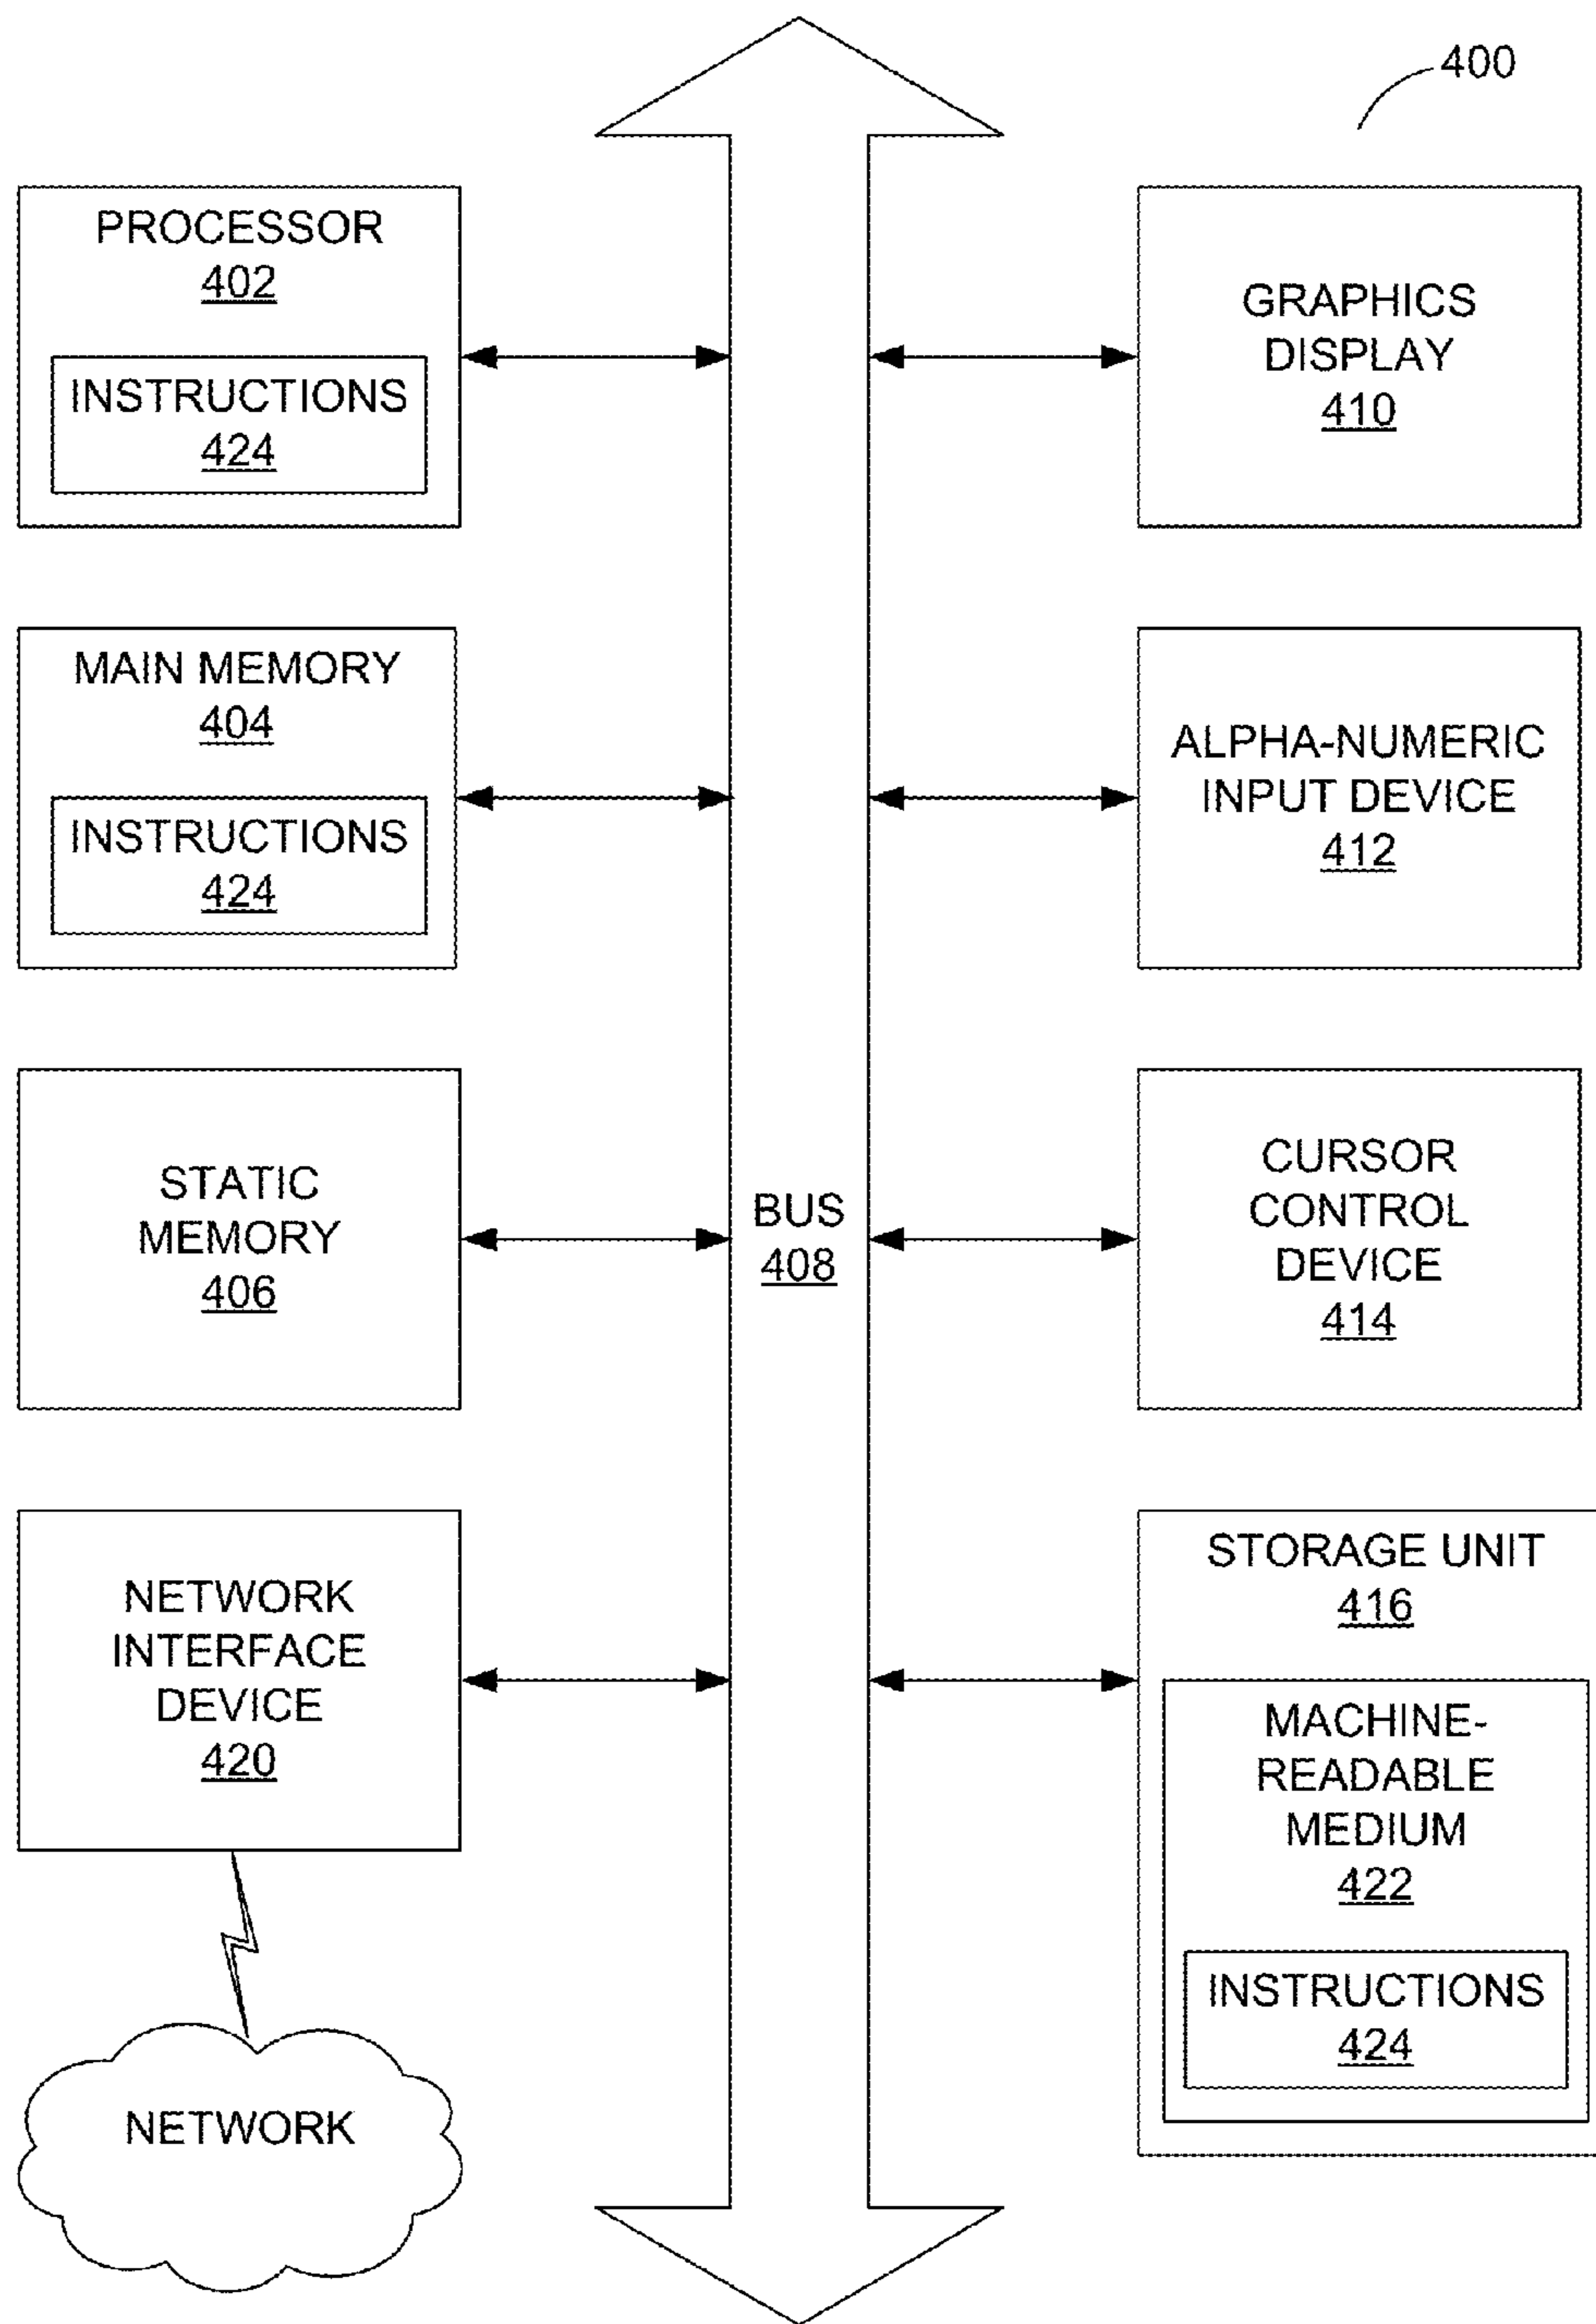 400
PROCESSOR
402
INSTRUCTIONS
424
MAIN MEMORY
404
INSTRUCTIONS
424
STATIC
MEMORY
406
NETWORK
INTERFACE
DEVICE
420
NETWORK
BUS
408
GRAPHICS
DISPLAY
410
ALPHA-NUMERIC
INPUT DEVICE
412
CURSOR
CONTROL
DEVICE
414
STORAGE UNIT
416
MACHINE-
READABLE
MEDIUM
422
INSTRUCTIONS
424